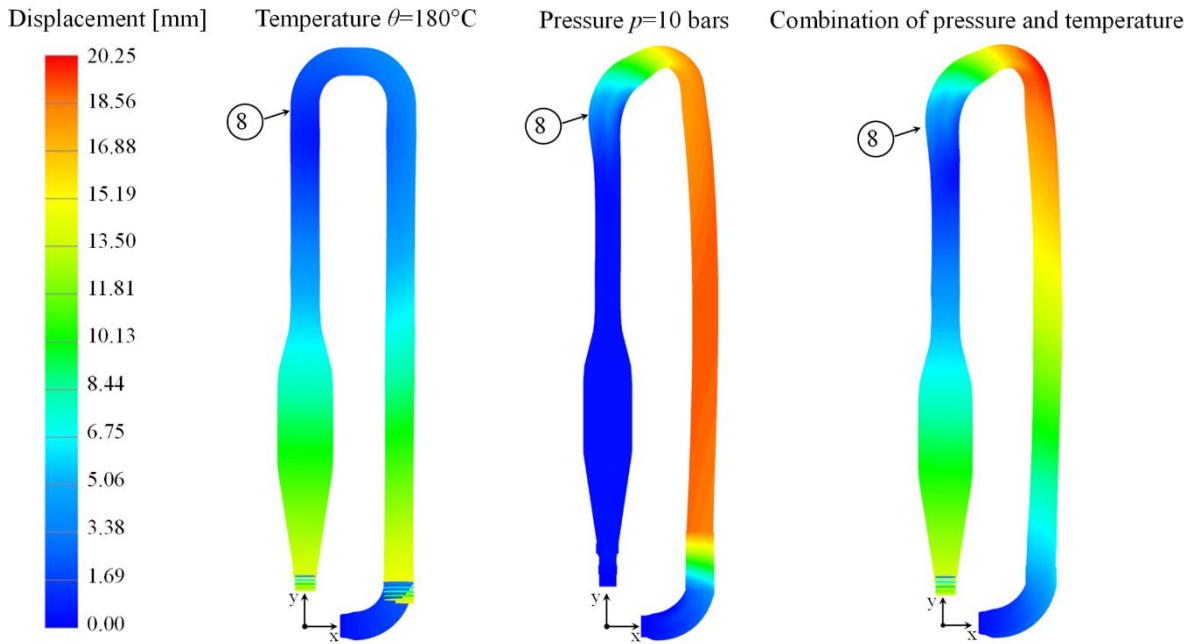 Displacement [mm]
Temperature θ=180°C
Pressure p=10 bars
Combination of pressure and temperature
20.25
18.56
16.88
15.19
13.50
11.81
10.13
8.44
6.75
5.06
3.38
1.69
0.00
8
8
8
y
x
y
x
y
x